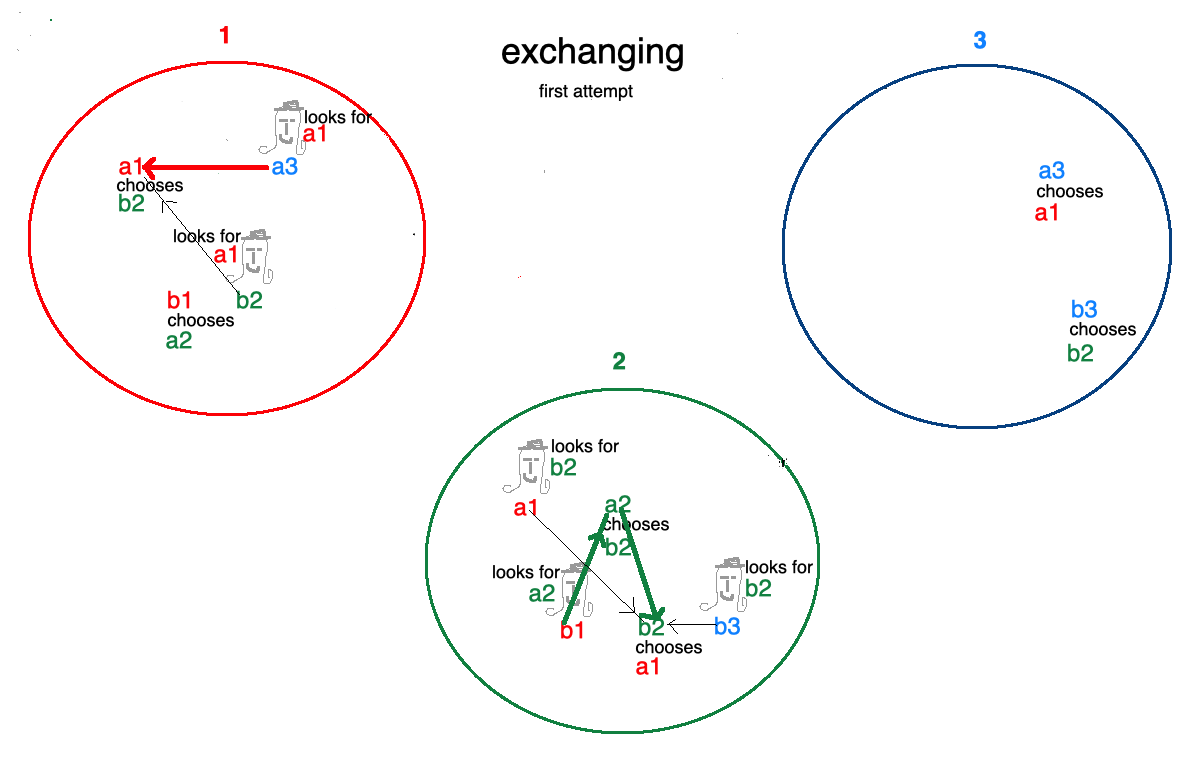 exchanging
first attempt
1
looks for
a1
a1
a3
chooses
b2
looks for
a1
b1
b2
chooses
a2
2
looks for
b2
a1
a2
chooses
b2
looks for
a2
looks for
b2
b1
b2
b3
chooses
a1
3
a3
chooses
a1
b3
chooses
b2